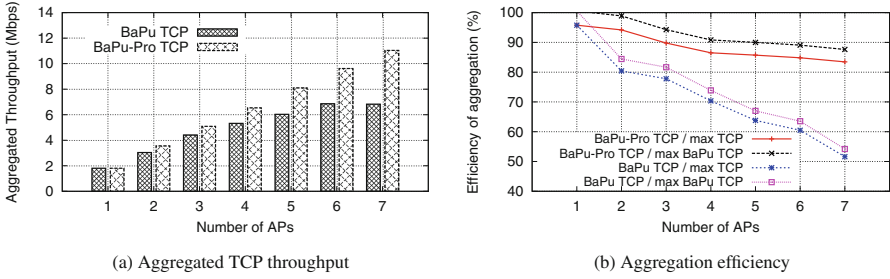 Aggregated Throughput (Mbps)
14
12
10
8
6
4
2
0
BaPu TCP
BaPu-Pro TCP
1 2 3 4 5 6 7
Number of APs
(a) Aggregated TCP throughput
Efficiency of aggregation (%)
100
90
80
70
60
50
40
BaPu-Pro TCP / max TCP
BaPu-Pro TCP / max BaPu TCP
BaPu TCP / max TCP
BaPu TCP / max BaPu TCP
1 2 3 4 5 6 7
Number of APs
(b) Aggregation efficiency